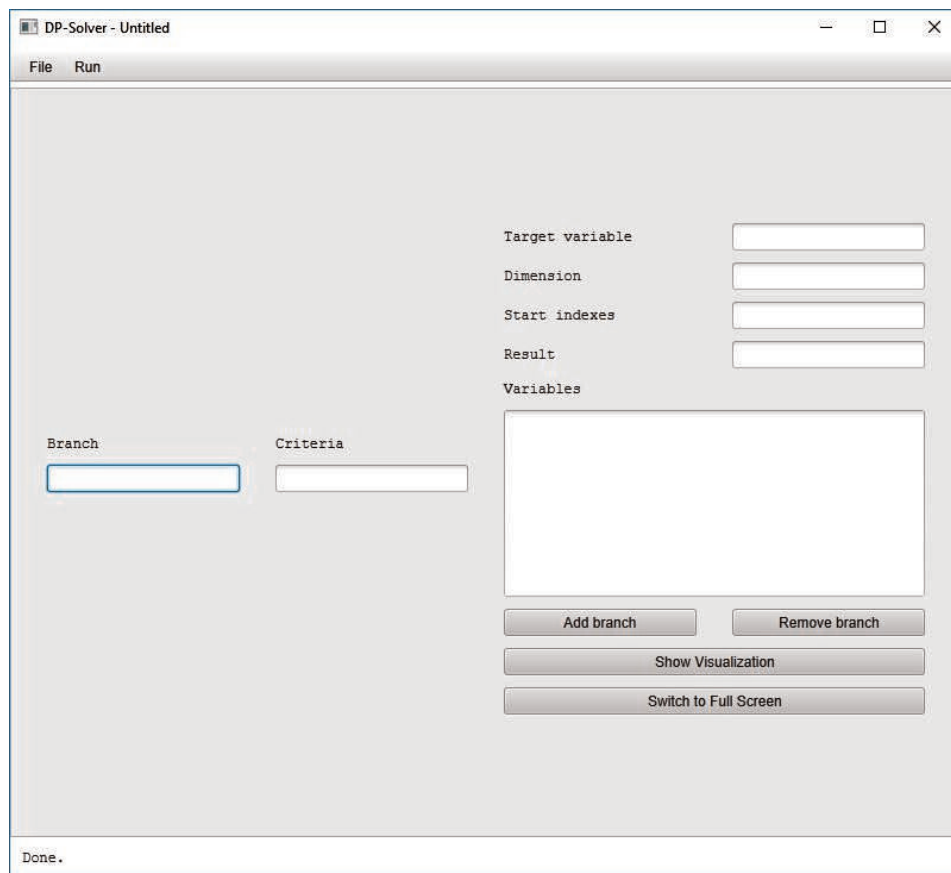 DP-Solver - Untitled
File Run
Target variable
Dimension
Start indexes
Result
Variables
Branch Criteria
Add branch Remove branch
Show Visualization
Switch to Full Screen
Done.